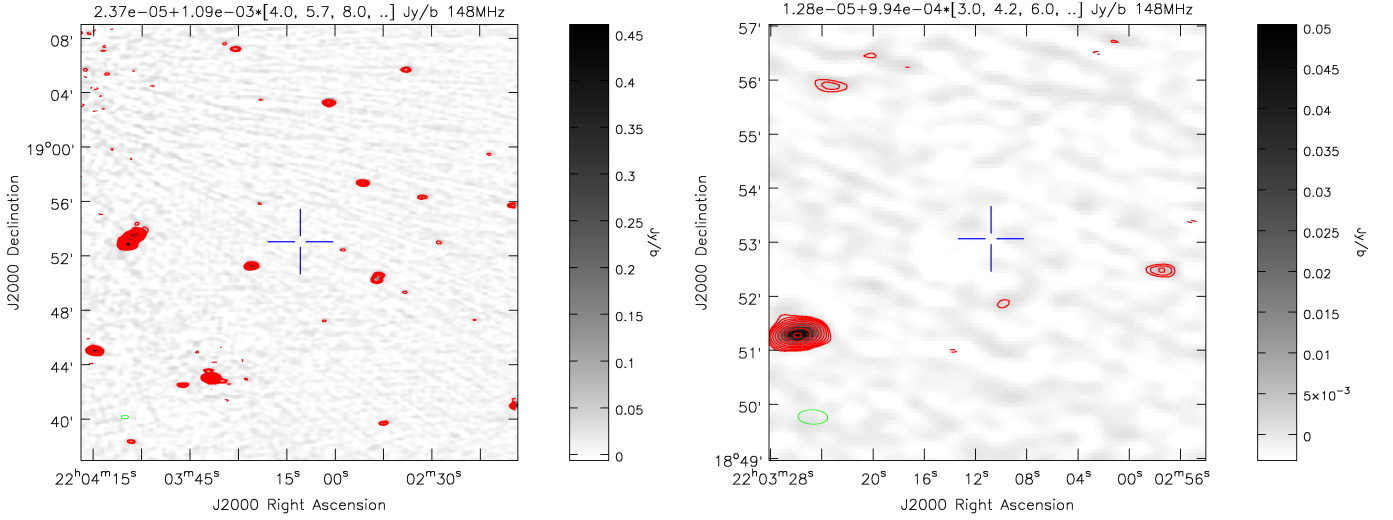 2.37e-05+1.09e-03*[4.0, 5.7, 8.0, ..] Jy/b 148MHz
08'
04'
19°00'
56'
52'
48'
44'
40'
J2000 Declination
22ʰ04ᵐ15ˢ
03ᵐ45ˢ
15ˢ
00ˢ
02ᵐ30ˢ
J2000 Right Ascension
0.45
0.4
0.35
0.3
0.25
0.2
0.15
0.1
0.05
0
Jy/b
1.28e-05+9.94e-04*[3.0, 4.2, 6.0, ..] Jy/b 148MHz
57'
56'
55'
54'
53'
52'
51'
50'
18°49'
J2000 Declination
22ʰ03ᵐ28ˢ
20ˢ
16ˢ
12ˢ
08ˢ
04ˢ
00ˢ
02ᵐ56ˢ
J2000 Right Ascension
0.05
0.045
0.04
0.035
0.03
0.025
0.02
0.015
0.01
5×10⁻³
0
Jy/b